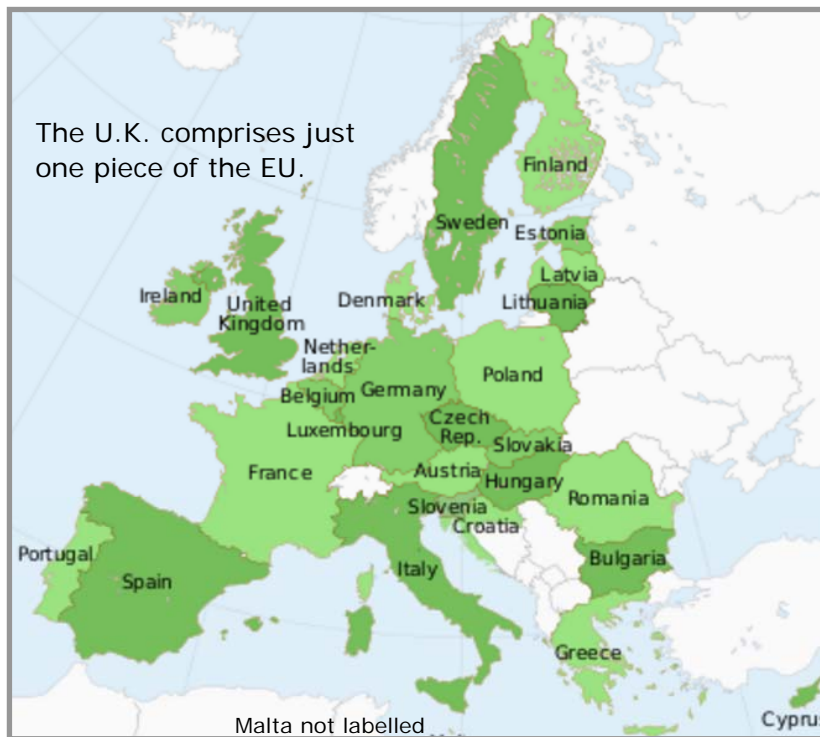 The U.K. comprises just
one piece of the EU.
Finland
Sweden
Estonia
Latvia
Lithuania
Denmark
Ireland
United
Kingdom
Nether-
lands
Belgium
Germany
Poland
Luxembourg
Czech
Rep.
Slovakia
France
Austria
Hungary
Slovenia
Croatia
Romania
Portugal
Spain
Italy
Bulgaria
Greece
Cyprus
Malta not labelled